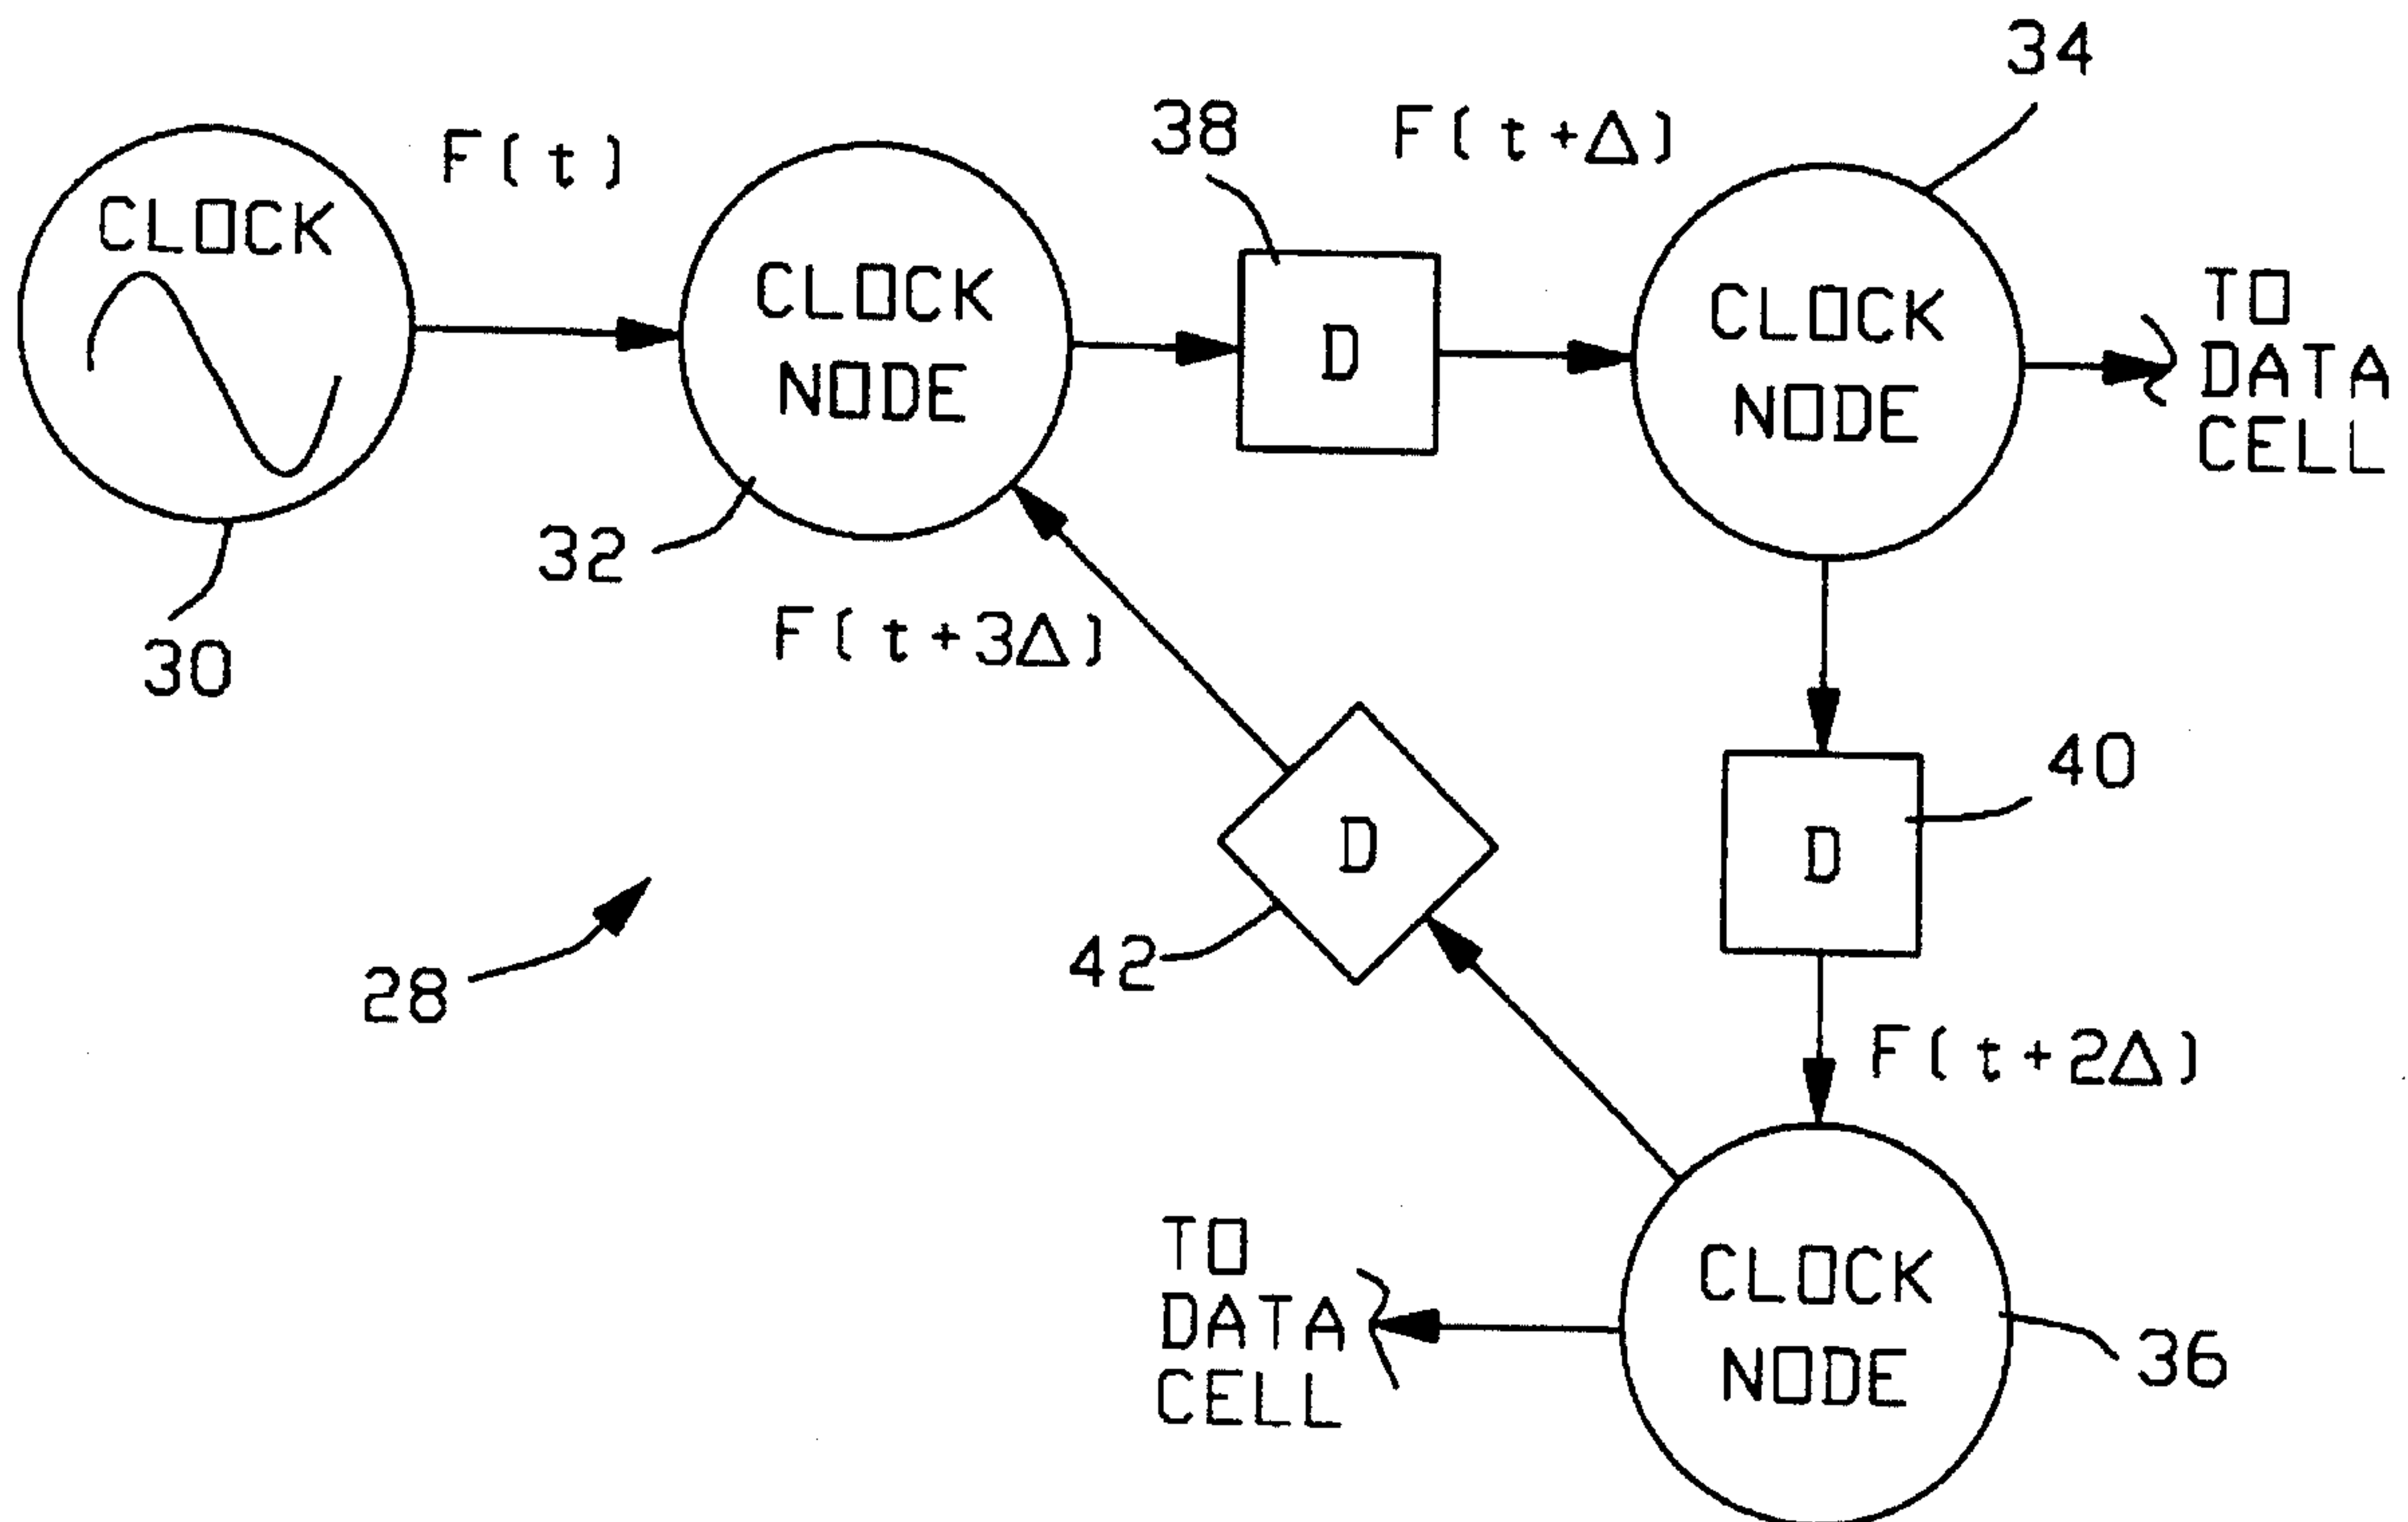 34
38
F(t+Δ)
F(t)
CLOCK
CLOCK
NODE
CLOCK
NODE
TO
DATA
CELL
D
32
30
F(t+3Δ)
40
D
D
42
28
F(t+2Δ)
TO
DATA
CELL
CLOCK
NODE
36